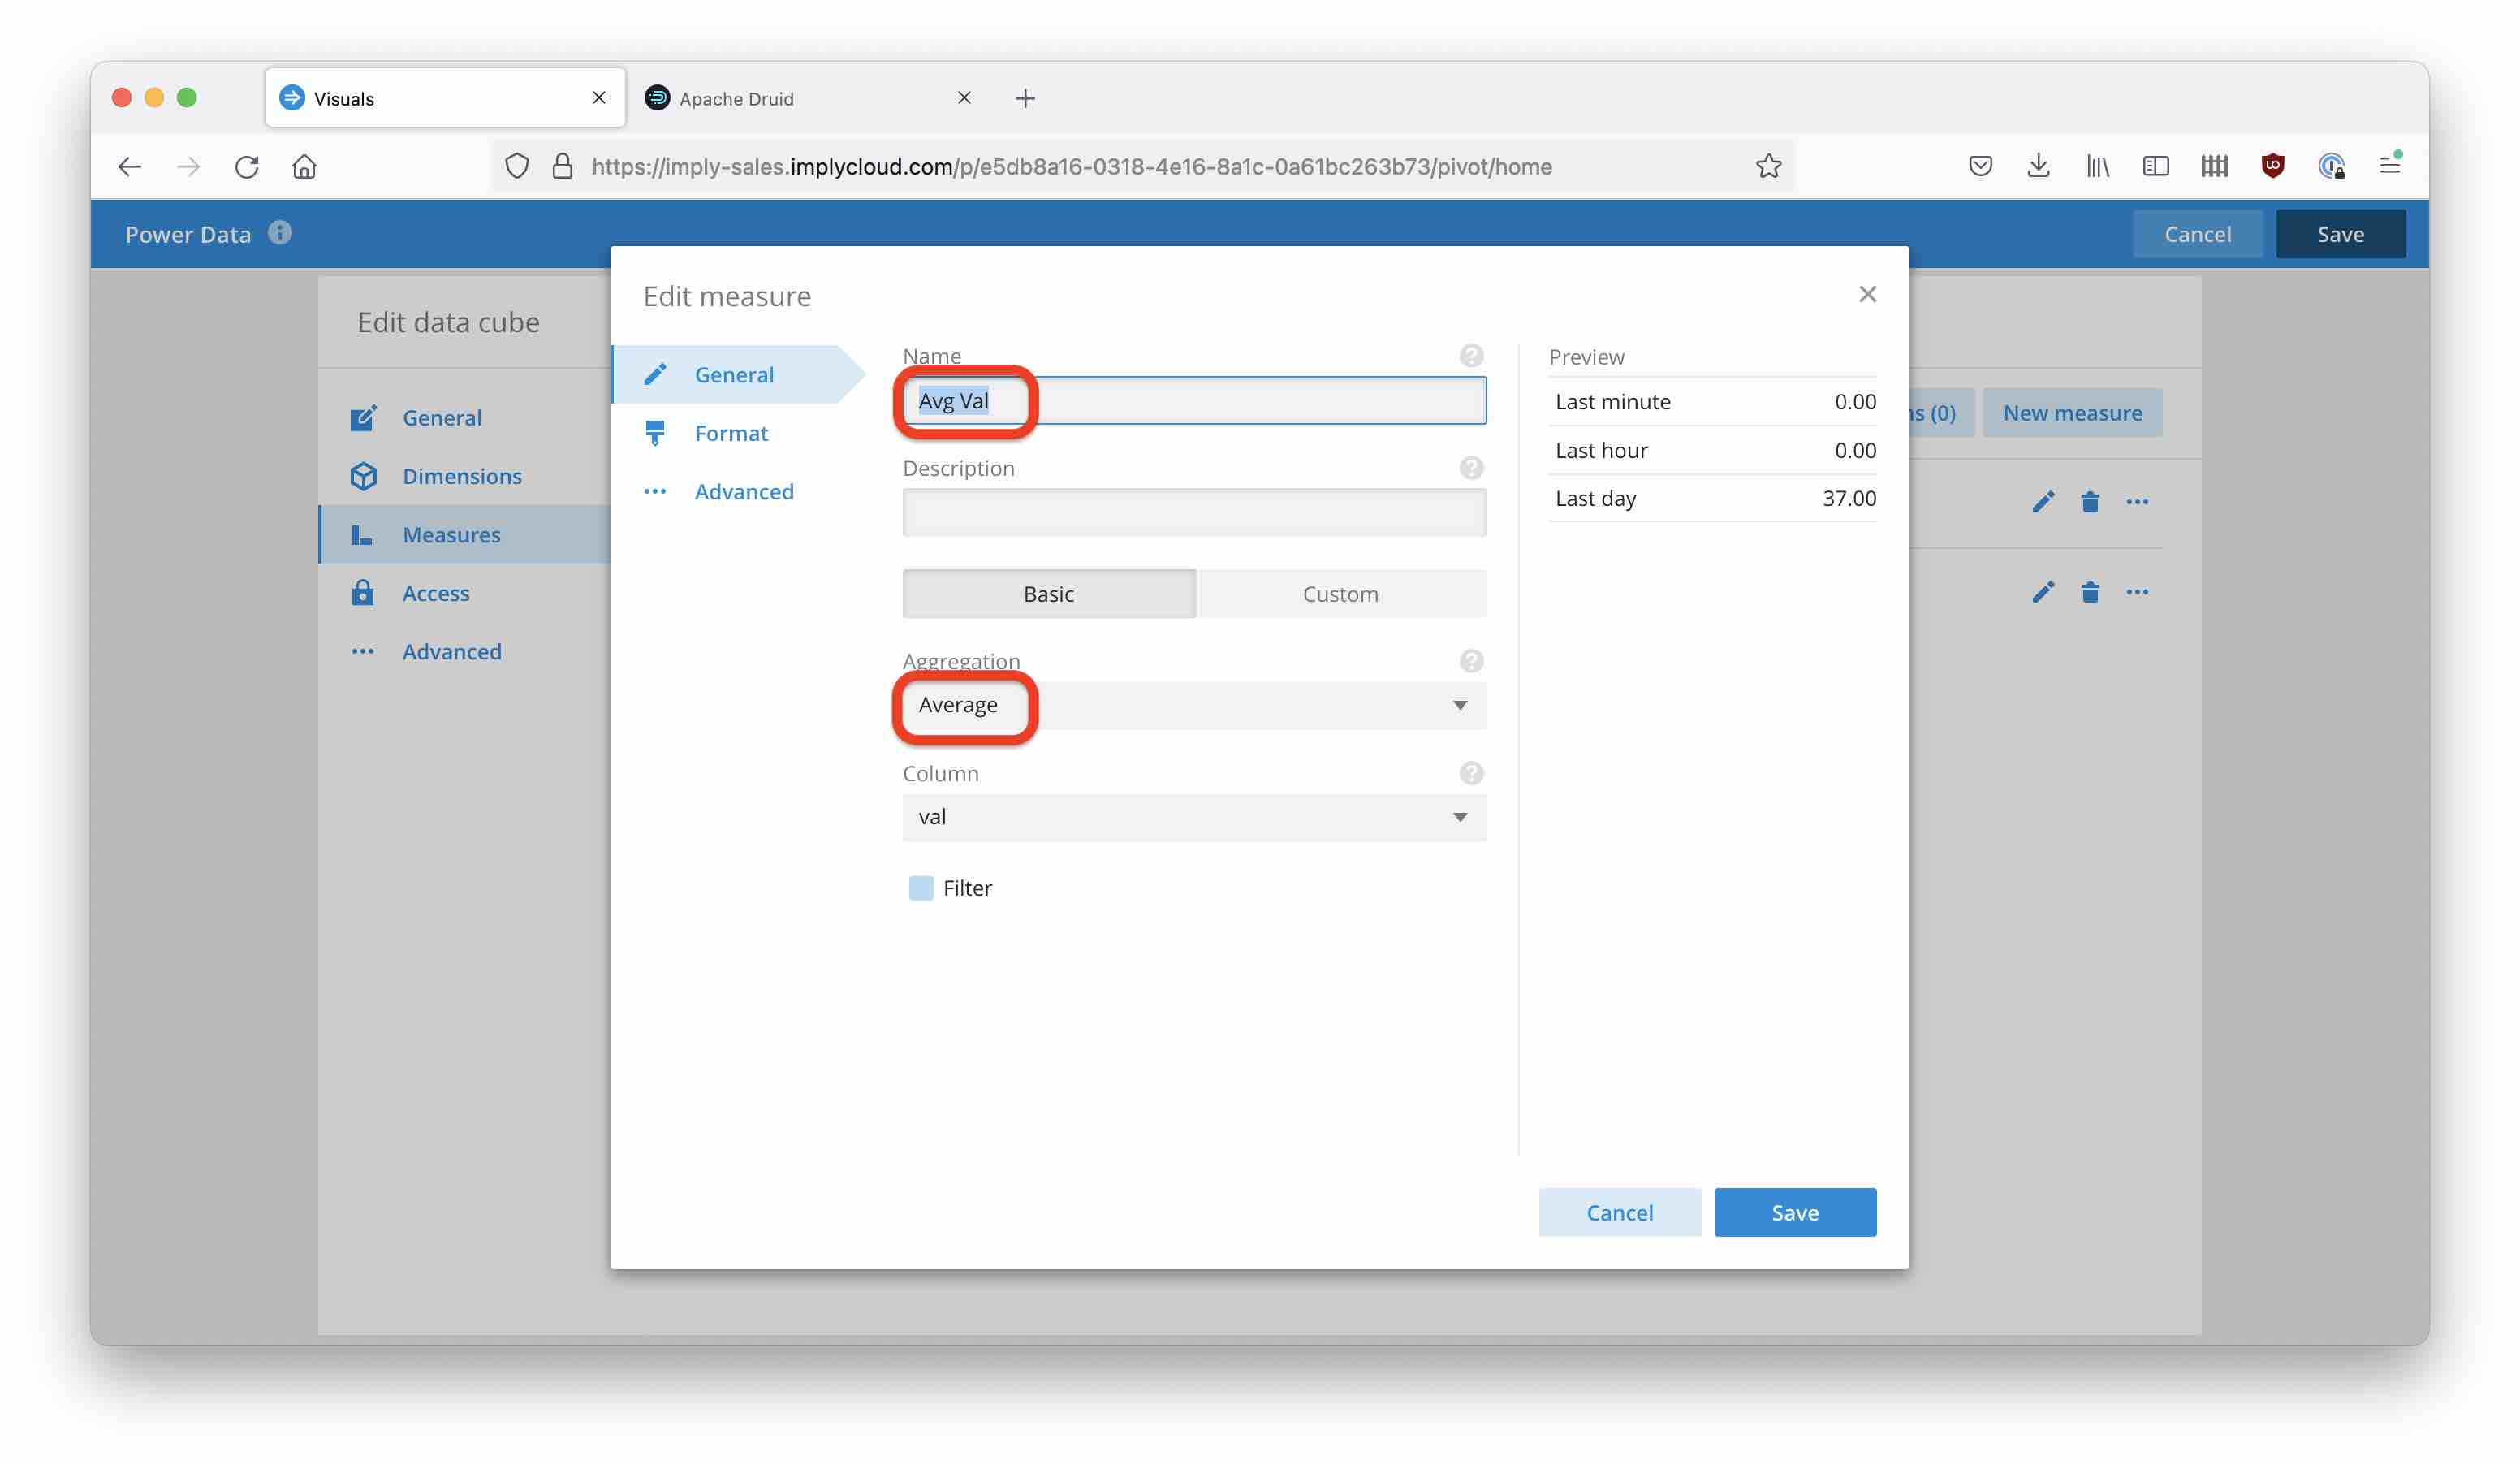 Visuals
Apache Druid
https://imply-sales.implycloud.com/p/e5db8a16-0318-4e16-8a1c-0a61bc263b73/pivot/home
Power Data
Cancel
Save
Edit data cube
General
Dimensions
Measures
Access
Advanced
(0)
New measure
Edit measure
General
Format
Advanced
Name
Avg Val
Description
Basic
Custom
Aggregation
Average
Column
val
Filter
Preview
Last minute 0.00
Last hour 0.00
Last day 37.00
Cancel
Save